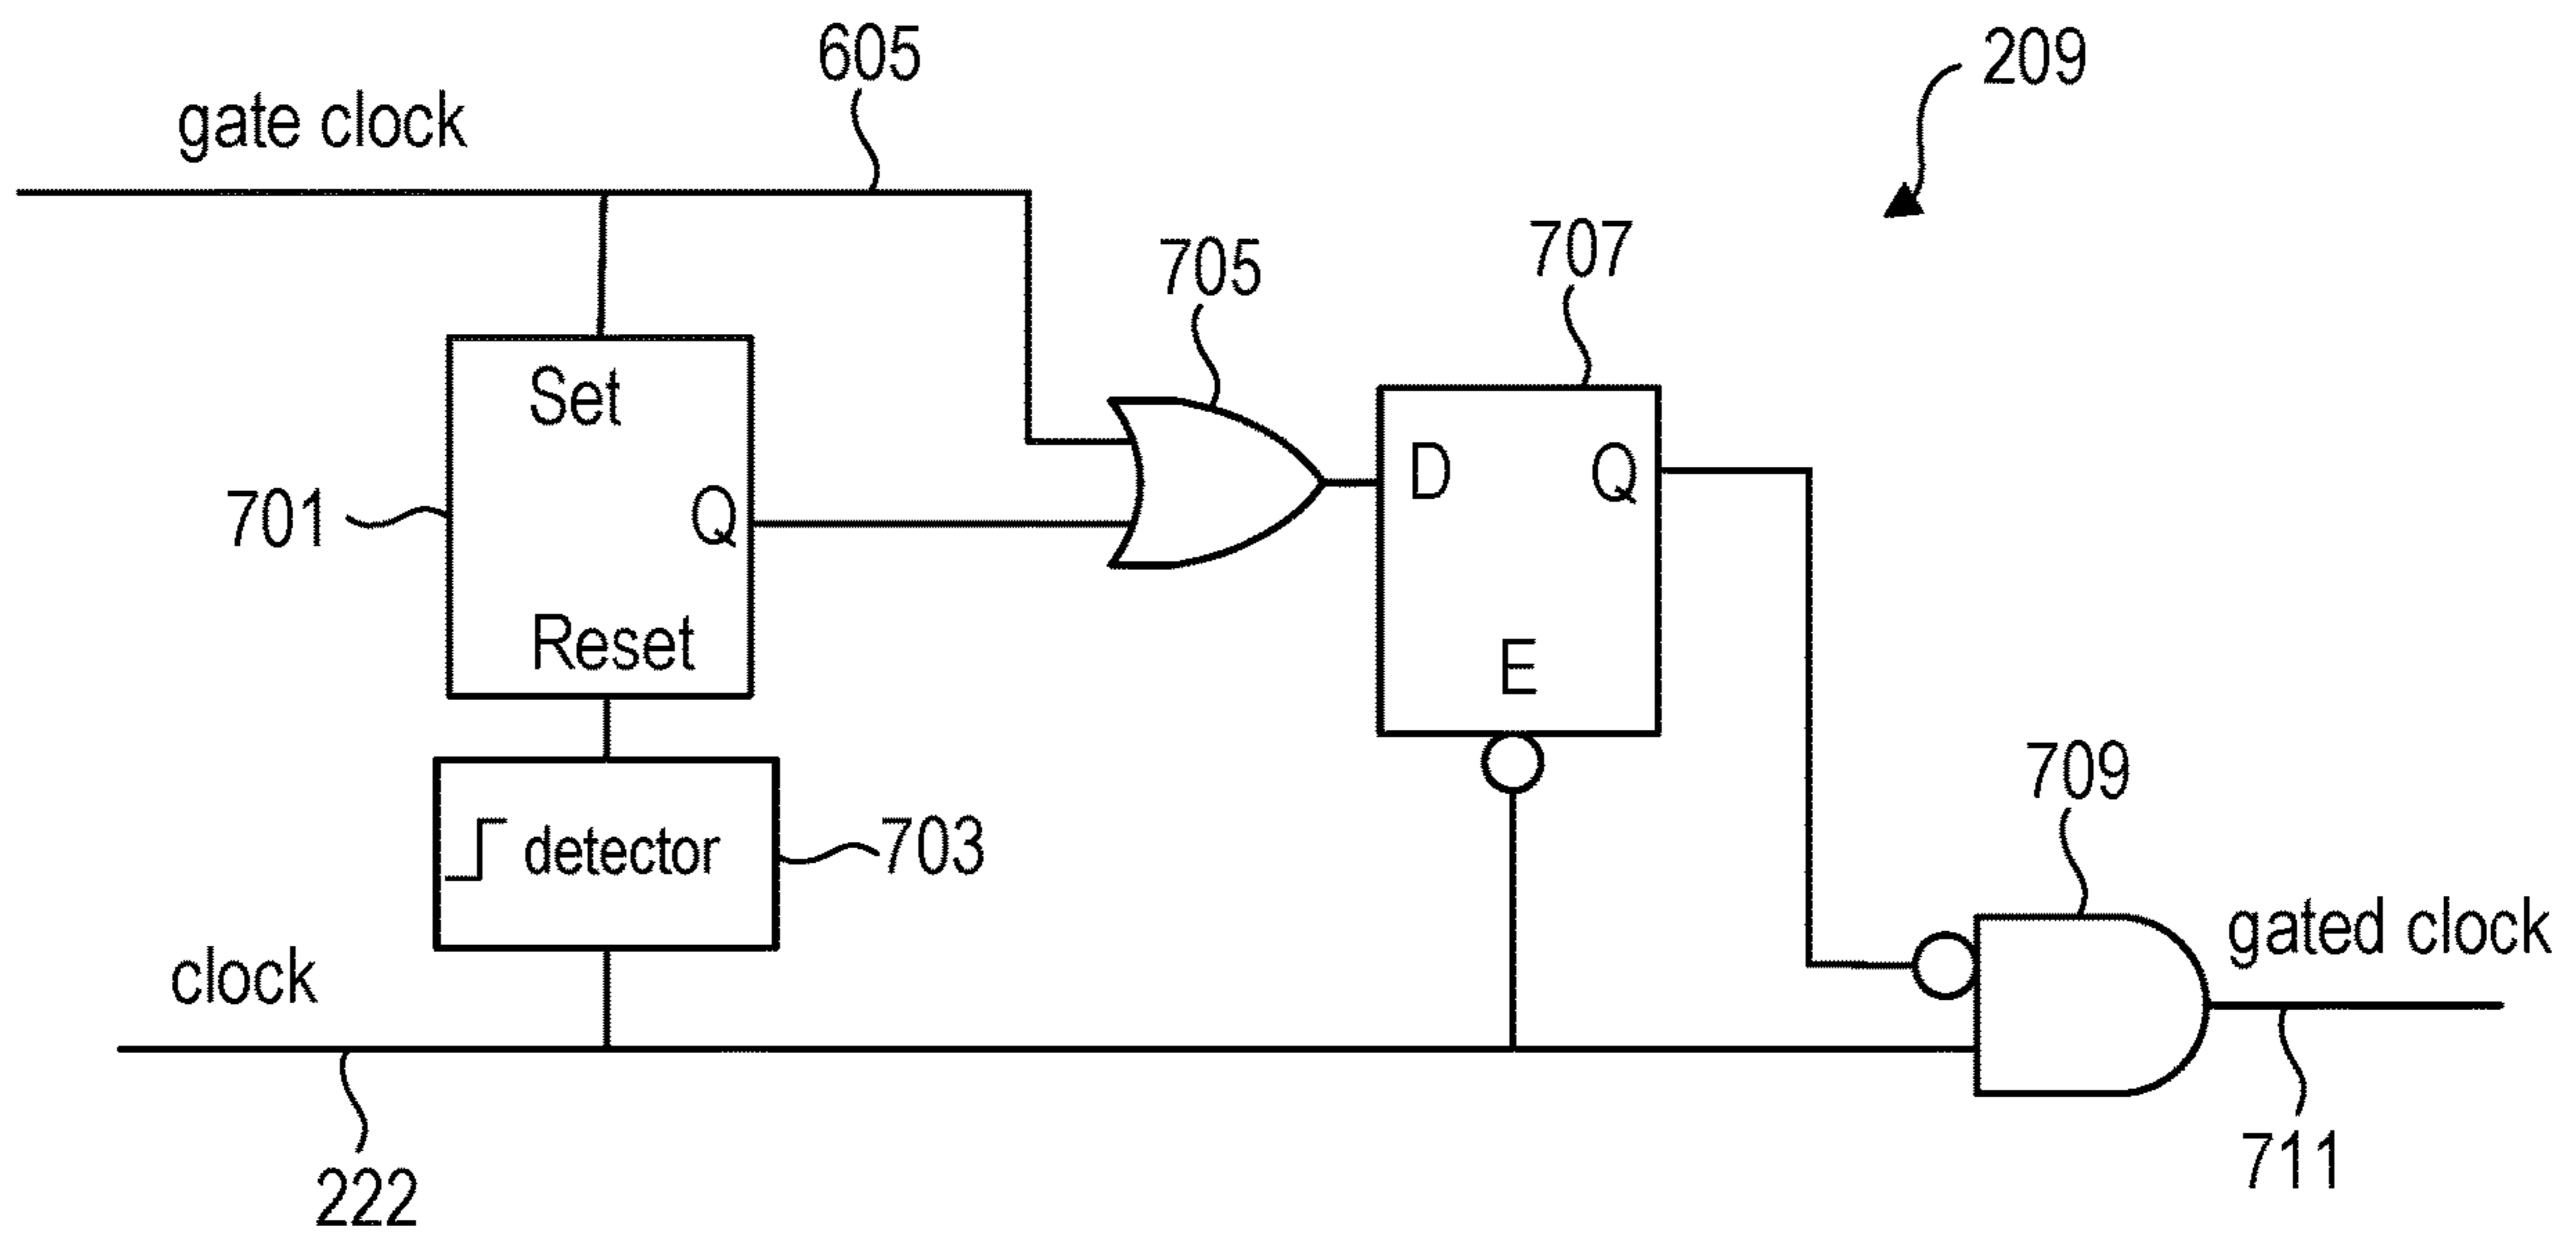 605
209
gate clock
705
707
Set
D
Q
701
Q
Reset
E
709
detector
703
gated clock
clock
711
222